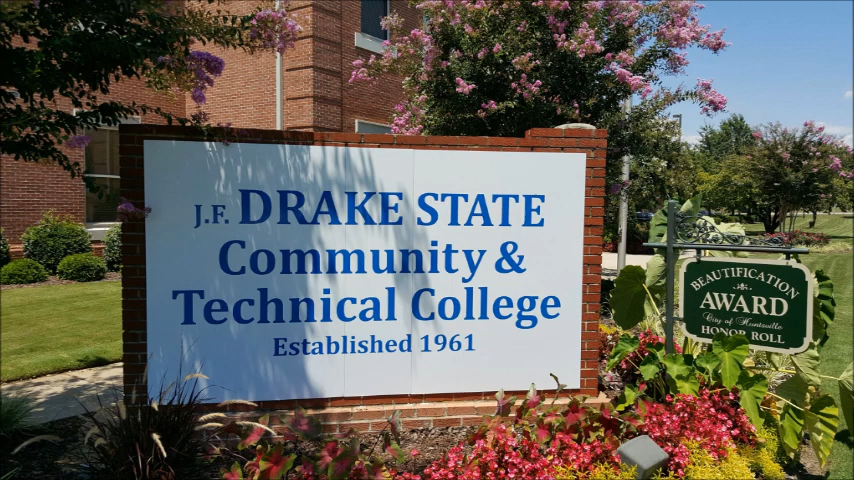 J.F. DRAKE STATE
Community &
Technical College
Established 1961
BEAUTIFICATION
AWARD
City of Huntsville
HONOR ROLL